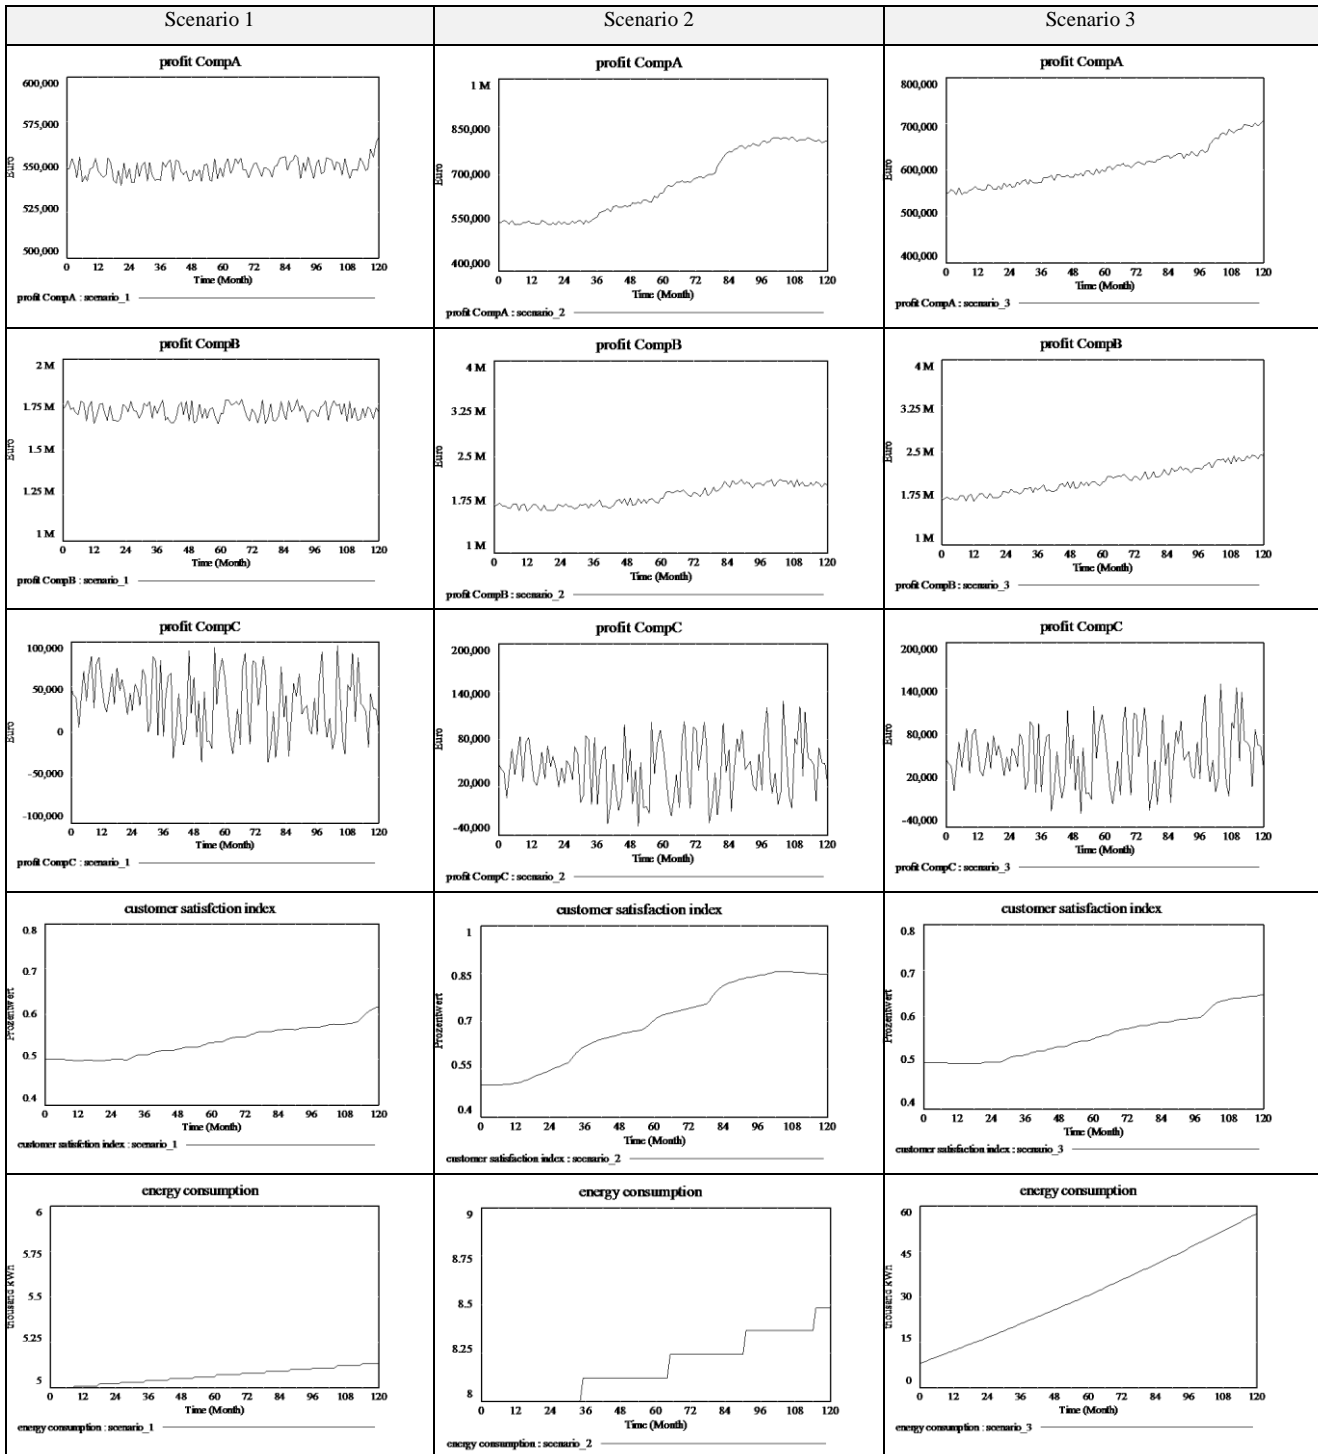 Scenario 1
Scenario 2
Scenario 3
profit CompA
600,000
575,000
550,000
525,000
500,000
Euro
0 12 24 36 48 60 72 84 96 108 120
Time (Month)
profit CompA : scenario_1
profit CompA
1 M
850,000
700,000
550,000
400,000
Euro
0 12 24 36 48 60 72 84 96 108 120
Time (Month)
profit CompA : scenario_2
profit CompA
800,000
700,000
600,000
500,000
400,000
Euro
0 12 24 36 48 60 72 84 96 108 120
Time (Month)
profit CompA : scenario_3
profit CompB
2 M
1.75 M
1.5 M
1.25 M
1 M
Euro
0 12 24 36 48 60 72 84 96 108 120
Time (Month)
profit CompB : scenario_1
profit CompB
4 M
3.25 M
2.5 M
1.75 M
1 M
Euro
0 12 24 36 48 60 72 84 96 108 120
Time (Month)
profit CompB : scenario_2
profit CompB
4 M
3.25 M
2.5 M
1.75 M
1 M
Euro
0 12 24 36 48 60 72 84 96 108 120
Time (Month)
profit CompB : scenario_3
profit CompC
100,000
50,000
0
-50,000
-100,000
Euro
0 12 24 36 48 60 72 84 96 108 120
Time (Month)
profit CompC : scenario_1
profit CompC
200,000
140,000
80,000
20,000
-40,000
Euro
0 12 24 36 48 60 72 84 96 108 120
Time (Month)
profit CompC : scenario_2
profit CompC
200,000
140,000
80,000
20,000
-40,000
Euro
0 12 24 36 48 60 72 84 96 108 120
Time (Month)
profit CompC : scenario_3
customer satisfction index
0.8
0.7
0.6
0.5
0.4
Prozentwert
0 12 24 36 48 60 72 84 96 108 120
Time (Month)
customer satisfction index : scenario_1
customer satisfaction index
1
0.85
0.7
0.55
0.4
Prozentwert
0 12 24 36 48 60 72 84 96 108 120
Time (Month)
customer satisfaction index : scenario_2
customer satisfaction index
0.8
0.7
0.6
0.5
0.4
Prozentwert
0 12 24 36 48 60 72 84 96 108 120
Time (Month)
customer satisfaction index : scenario_3
energy consumption
6
5.75
5.5
5.25
5
thousand kWh
0 12 24 36 48 60 72 84 96 108 120
Time (Month)
energy consumption : scenario_1
energy consumption
9
8.75
8.5
8.25
8
thousand kWh
0 12 24 36 48 60 72 84 96 108 120
Time (Month)
energy consumption : scenario_2
energy consumption
60
45
30
15
0
thousand kWh
0 12 24 36 48 60 72 84 96 108 120
Time (Month)
energy consumption : scenario_3